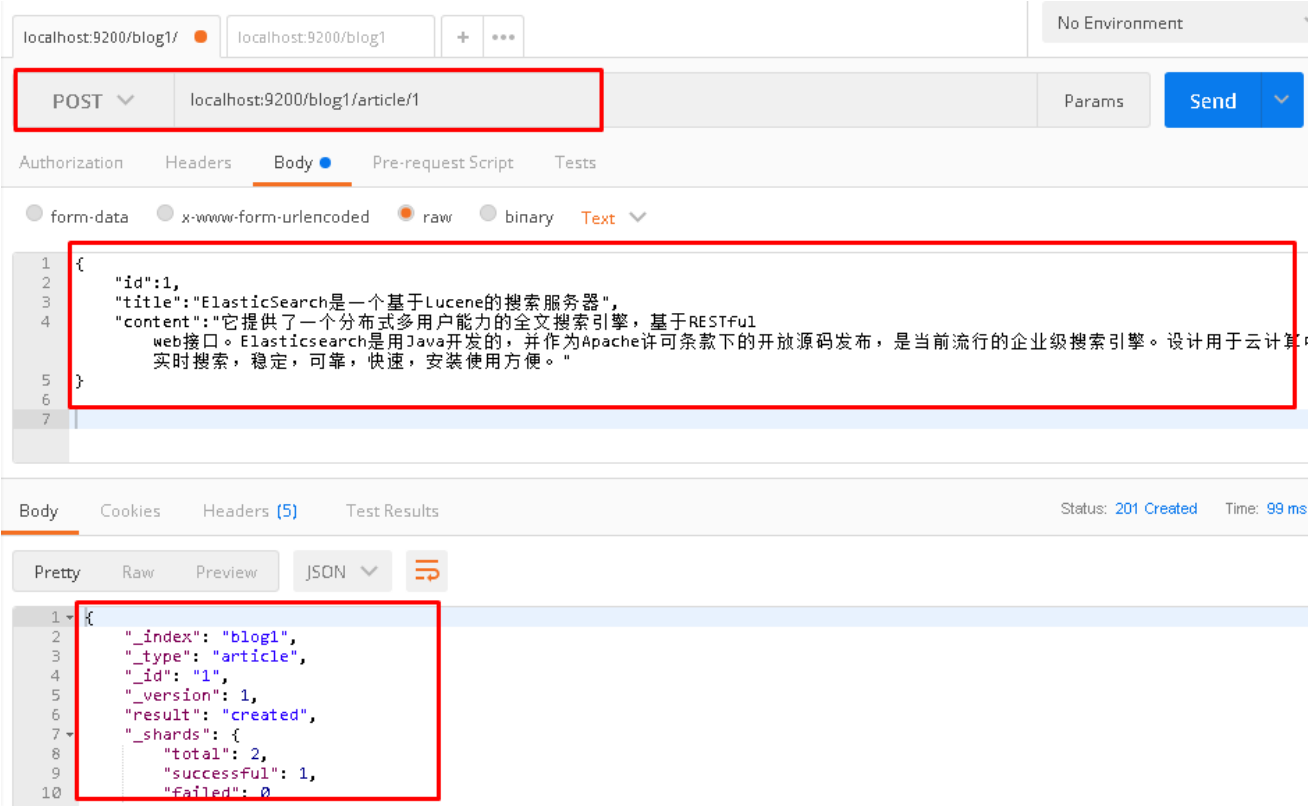 localhost:9200/blog1/
localhost:9200/blog1
No Environment
POST
localhost:9200/blog1/article/1
Params
Send
Authorization
Headers
Body
Pre-request Script
Tests
form-data
x-www-form-urlencoded
raw
binary
Text
1 {
2 "id":1,
3 "title":"ElasticSearch是一个基于Lucene的搜索服务器",
4 "content":"它提供了一个分布式多用户能力的全文搜索引擎，基于RESTful
web接口。Elasticsearch是用Java开发的，并作为Apache许可条款下的开放源码发布，是当前流行的企业级搜索引擎。设计用于云计算
实时搜索，稳定，可靠，快速，安装使用方便。"
5 }
6
7
Body
Cookies
Headers (5)
Test Results
Status: 201 Created
Time: 99 ms
Pretty
Raw
Preview
JSON
1 {
2 "_index": "blog1",
3 "_type": "article",
4 "_id": "1",
5 "_version": 1,
6 "result": "created",
7 "_shards": {
8 "total": 2,
9 "successful": 1,
10 "failed": 0